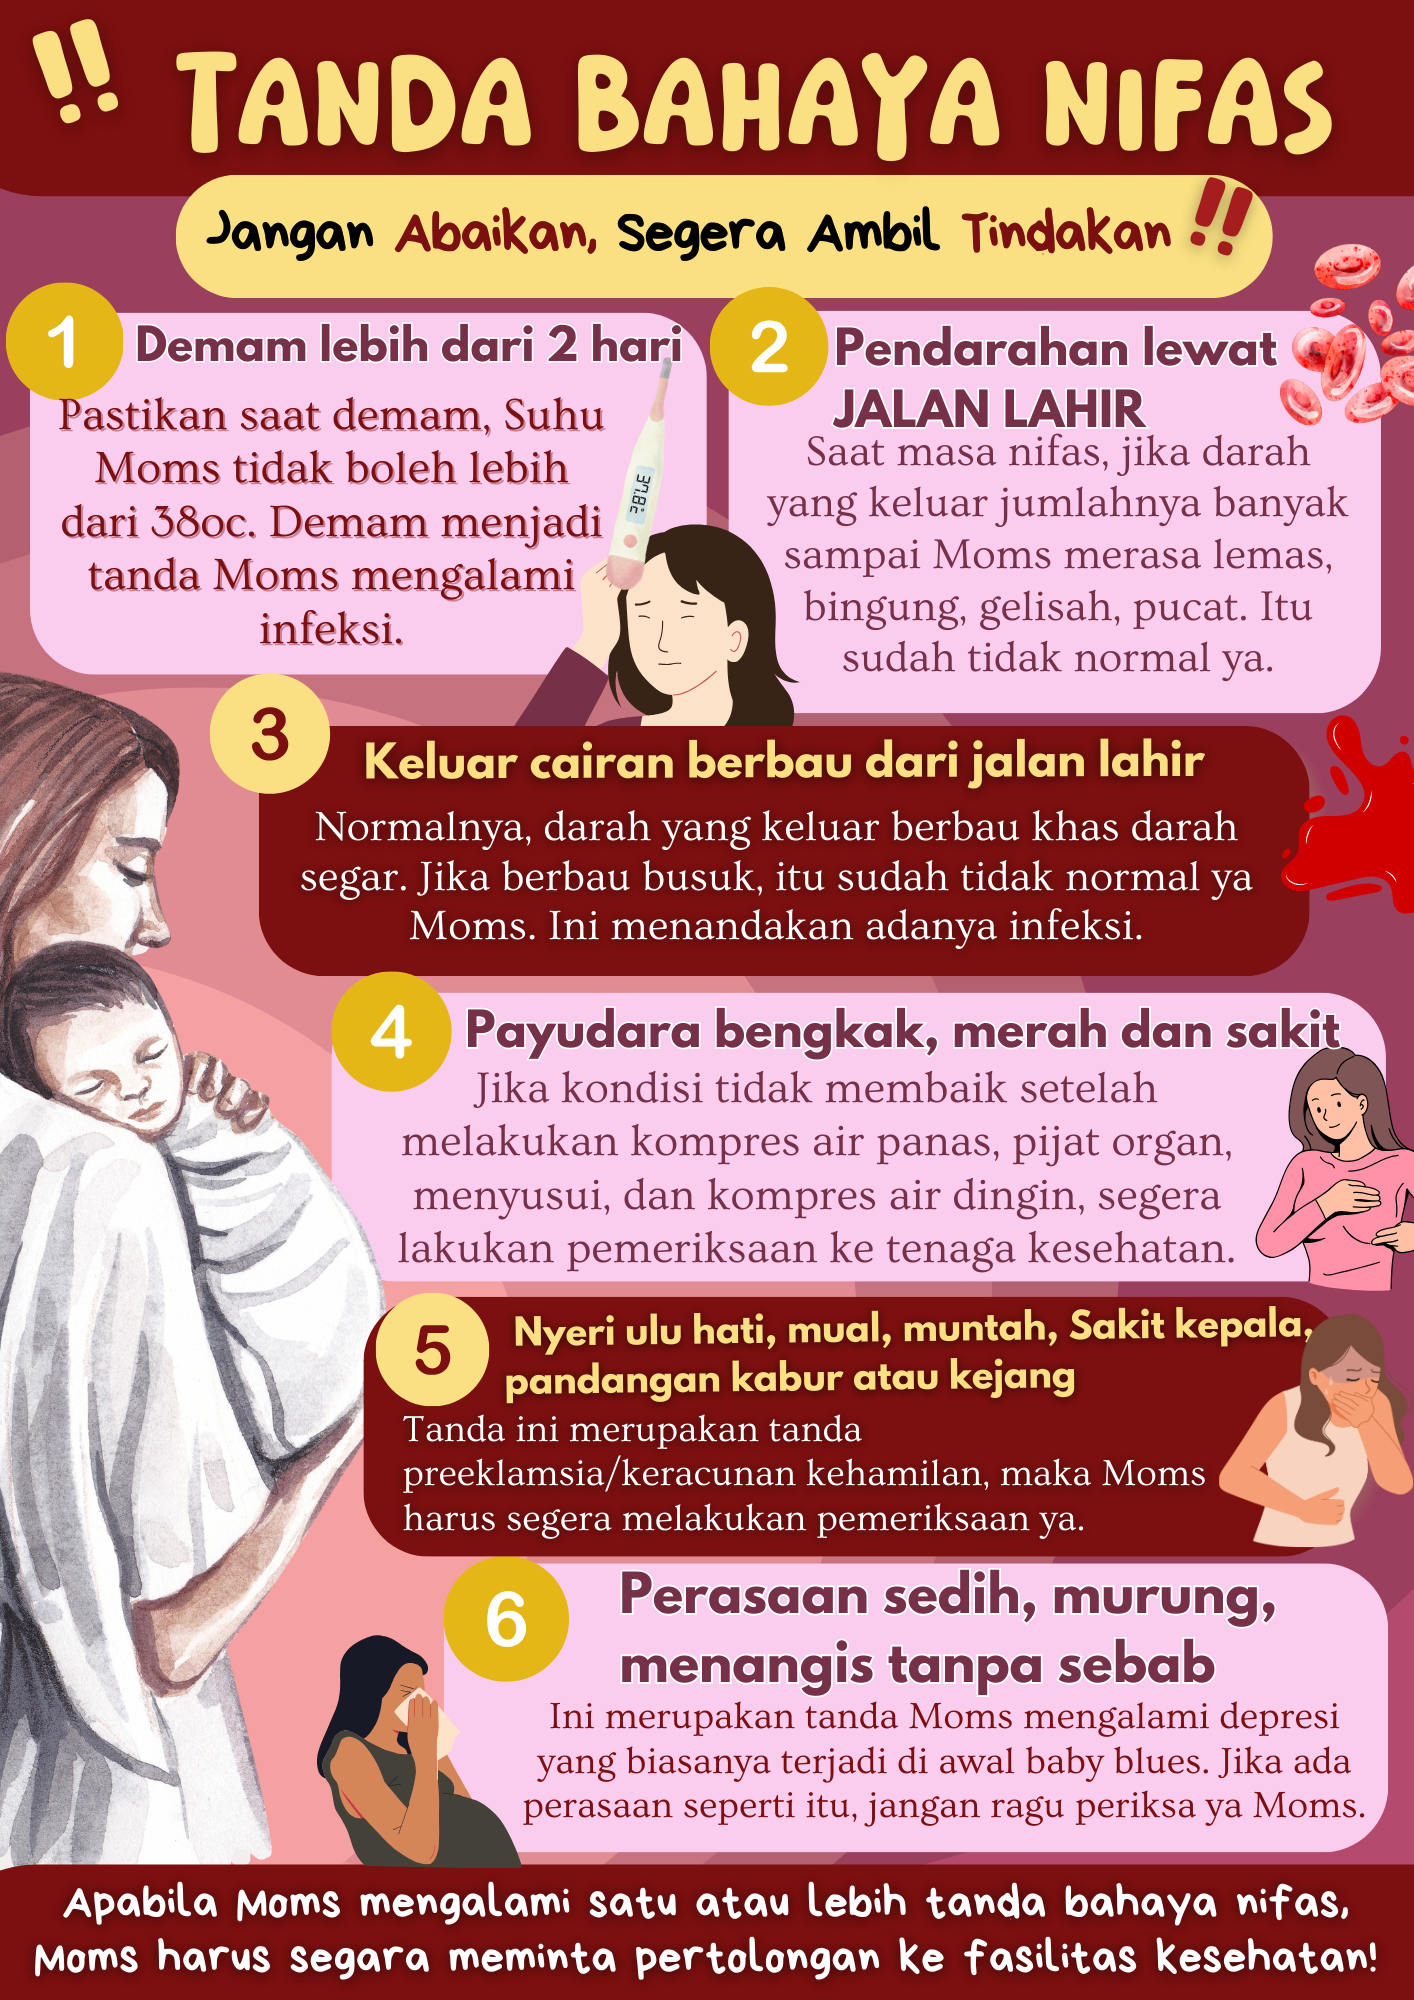 !! TANDA BAHAYA NIFAS
Jangan Abaikan, Segera Ambil Tindakan !!
1
Demam lebih dari 2 hari
Pastikan saat demam, Suhu
Moms tidak boleh lebih
dari 38oc. Demam menjadi
tanda Moms mengalami
infeksi.
2
Pendarahan lewat
JALAN LAHIR
Saat masa nifas, jika darah
yang keluar jumlahnya banyak
sampai Moms merasa lemas,
bingung, gelisah, pucat. Itu
sudah tidak normal ya.
3
Keluar cairan berbau dari jalan lahir
Normalnya, darah yang keluar berbau khas darah
segar. Jika berbau busuk, itu sudah tidak normal ya
Moms. Ini menandakan adanya infeksi.
4
Payudara bengkak, merah dan sakit
Jika kondisi tidak membaik setelah
melakukan kompres air panas, pijat organ,
menyusui, dan kompres air dingin, segera
lakukan pemeriksaan ke tenaga kesehatan.
5
Nyeri ulu hati, mual, muntah, Sakit kepala,
pandangan kabur atau kejang
Tanda ini merupakan tanda
preeklamsia/keracunan kehamilan, maka Moms
harus segera melakukan pemeriksaan ya.
6
Perasaan sedih, murung,
menangis tanpa sebab
Ini merupakan tanda Moms mengalami depresi
yang biasanya terjadi di awal baby blues. Jika ada
perasaan seperti itu, jangan ragu periksa ya Moms.
Apabila Moms mengalami satu atau lebih tanda bahaya nifas,
Moms harus segara meminta pertolongan ke fasilitas kesehatan!